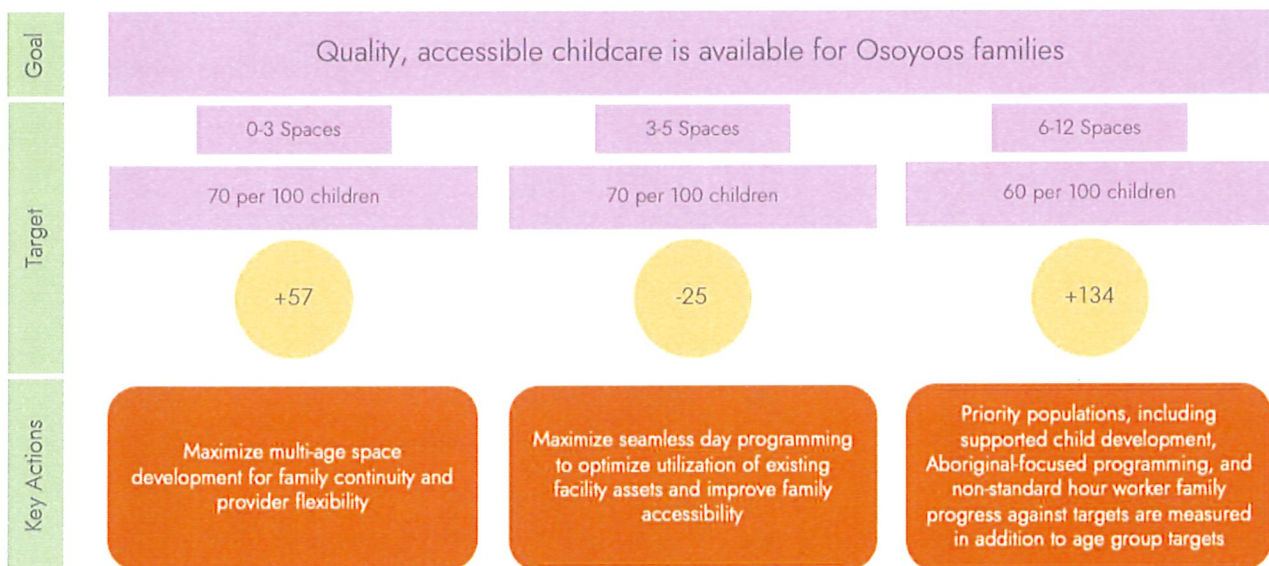 Goal
Quality, accessible childcare is available for Osoyoos families
Target
0-3 Spaces
3-5 Spaces
6-12 Spaces
70 per 100 children
70 per 100 children
60 per 100 children
+57
-25
+134
Key Actions
Maximize multi-age space
development for family continuity and
provider flexibility
Maximize seamless day programming
to optimize utilization of existing
facility assets and improve family
accessibility
Priority populations, including
supported child development,
Aboriginal-focused programming, and
non-standard hour worker family
progress against targets are measured
in addition to age group targets